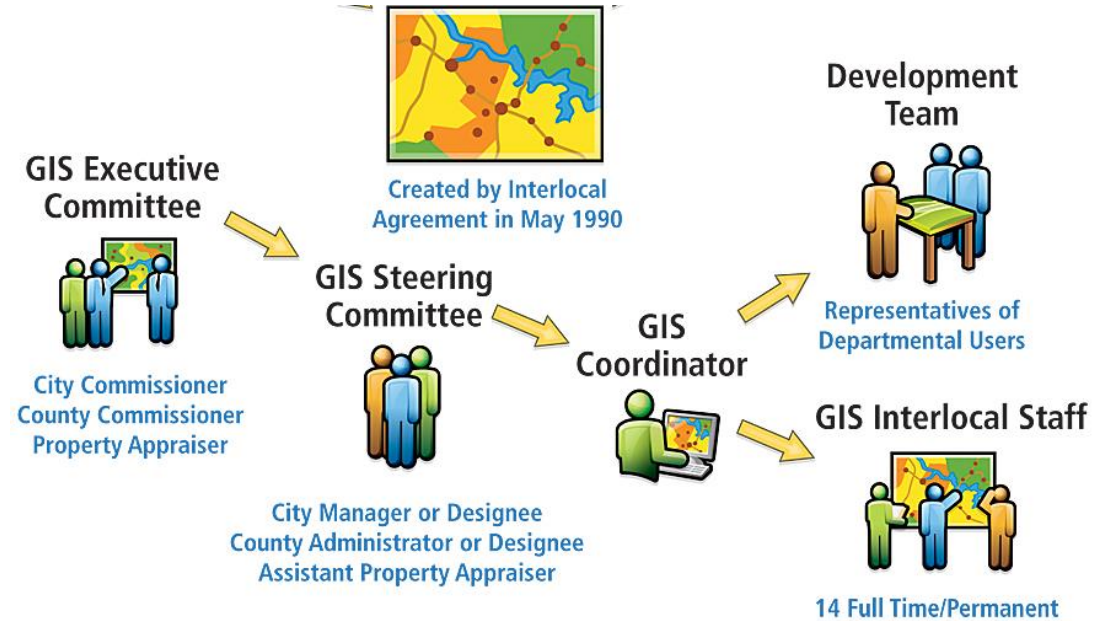 Created by Interlocal
Agreement in May 1990
GIS Executive
Committee
City Commissioner
County Commissioner
Property Appraiser
GIS Steering
Committee
City Manager or Designee
County Administrator or Designee
Assistant Property Appraiser
GIS
Coordinator
Development
Team
Representatives of
Departmental Users
GIS Interlocal Staff
14 Full Time/Permanent